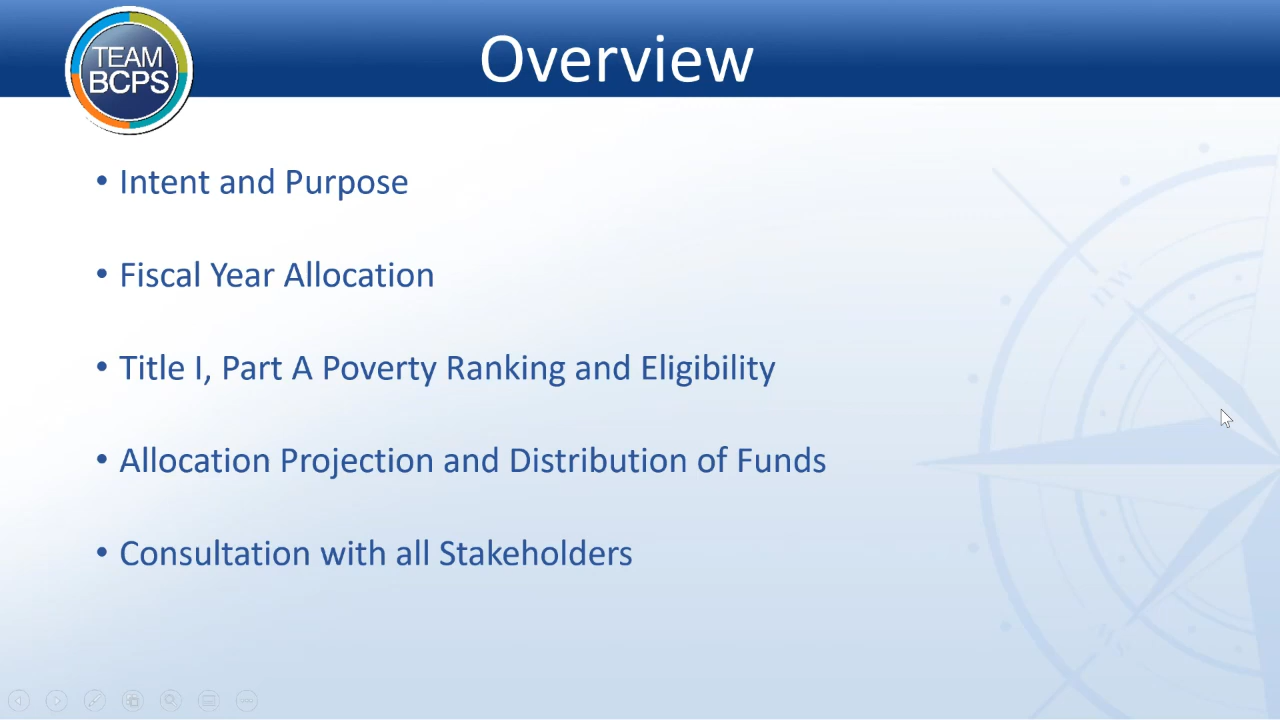 TEAM
BCPS
Overview
• Intent and Purpose
• Fiscal Year Allocation
• Title I, Part A Poverty Ranking and Eligibility
• Allocation Projection and Distribution of Funds
• Consultation with all Stakeholders